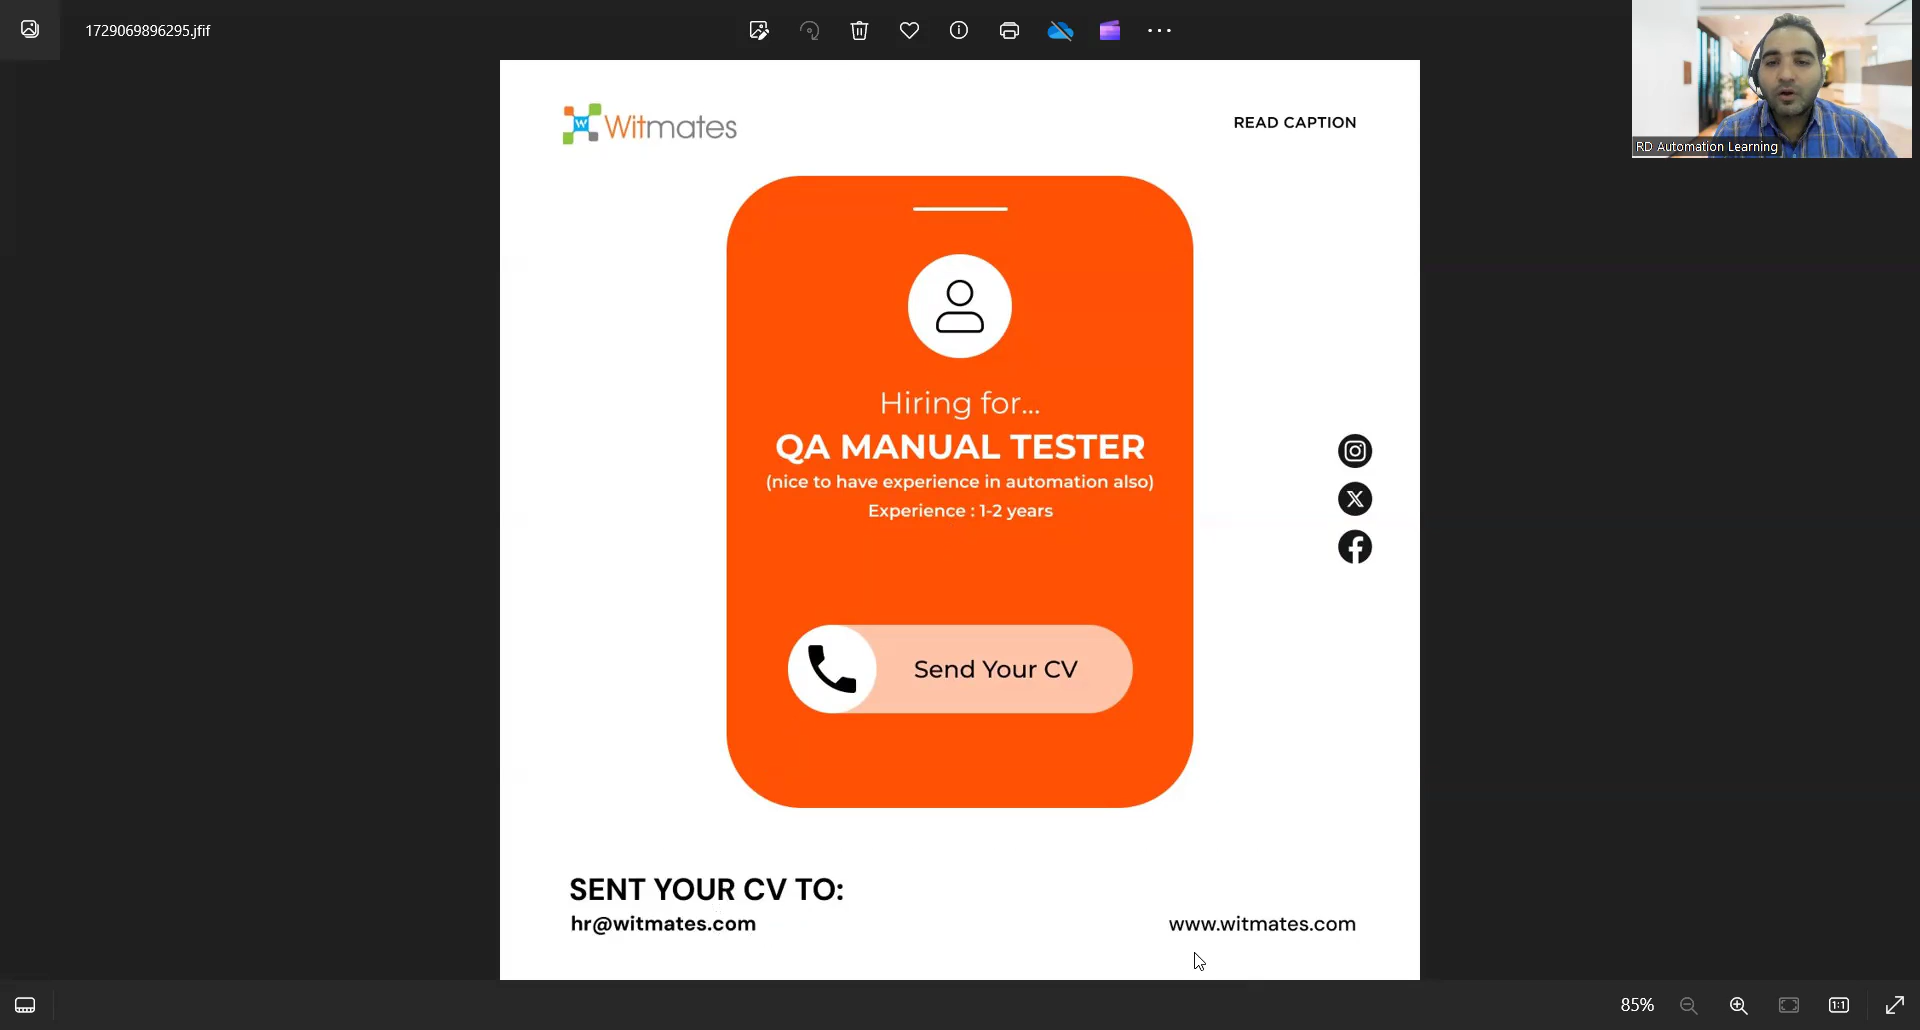 1729069896295.jfif
RD Automation Learning
W Witmates
READ CAPTION
Hiring for...
QA MANUAL TESTER
(nice to have experience in automation also)
Experience : 1-2 years
Send Your CV
SENT YOUR CV TO:
hr@witmates.com
www.witmates.com
85%
1:1